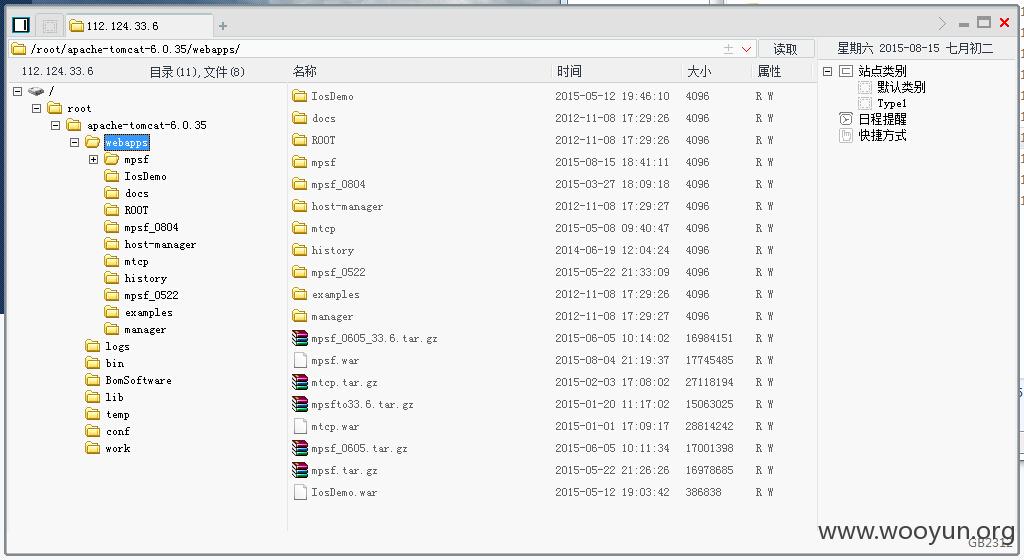 112.124.33.6
/root/apache-tomcat-6.0.35/webapps/ 读取 星期六 2015-08-15 七月初二
112.124.33.6 目录(11),文件(8) 名称 时间 大小 属性
/
root
apache-tomcat-6.0.35
webapps
mpsf
IosDemo
docs
ROOT
mpsf_0804
host-manager
mtcp
history
mpsf_0522
examples
manager
logs
bin
BomSoftware
lib
temp
conf
work
IosDemo 2015-05-12 19:46:10 4096 R W
docs 2012-11-08 17:29:26 4096 R W
ROOT 2012-11-08 17:29:26 4096 R W
mpsf 2015-08-15 18:41:11 4096 R W
mpsf_0804 2015-03-27 18:09:18 4096 R W
host-manager 2012-11-08 17:29:27 4096 R W
mtcp 2015-05-08 09:40:47 4096 R W
history 2014-06-19 12:04:24 4096 R W
mpsf_0522 2015-05-22 21:33:09 4096 R W
examples 2012-11-08 17:29:26 4096 R W
manager 2012-11-08 17:29:27 4096 R W
mpsf_0605_33.6.tar.gz 2015-06-05 10:14:02 16984151 R W
mpsf.war 2015-08-04 21:19:37 17745485 R W
mtcp.tar.gz 2015-02-03 17:08:02 27118194 R W
mpsfto33.6.tar.gz 2015-01-20 11:17:02 15063025 R W
mtcp.war 2015-01-01 17:09:17 28814242 R W
mpsf_0605.tar.gz 2015-06-05 10:11:34 17001398 R W
mpsf.tar.gz 2015-05-22 21:26:26 16978685 R W
IosDemo.war 2015-05-12 19:03:42 386838 R W
站点类别
默认类别
Type1
日程提醒
快捷方式
www.wooyun.org
GB2312